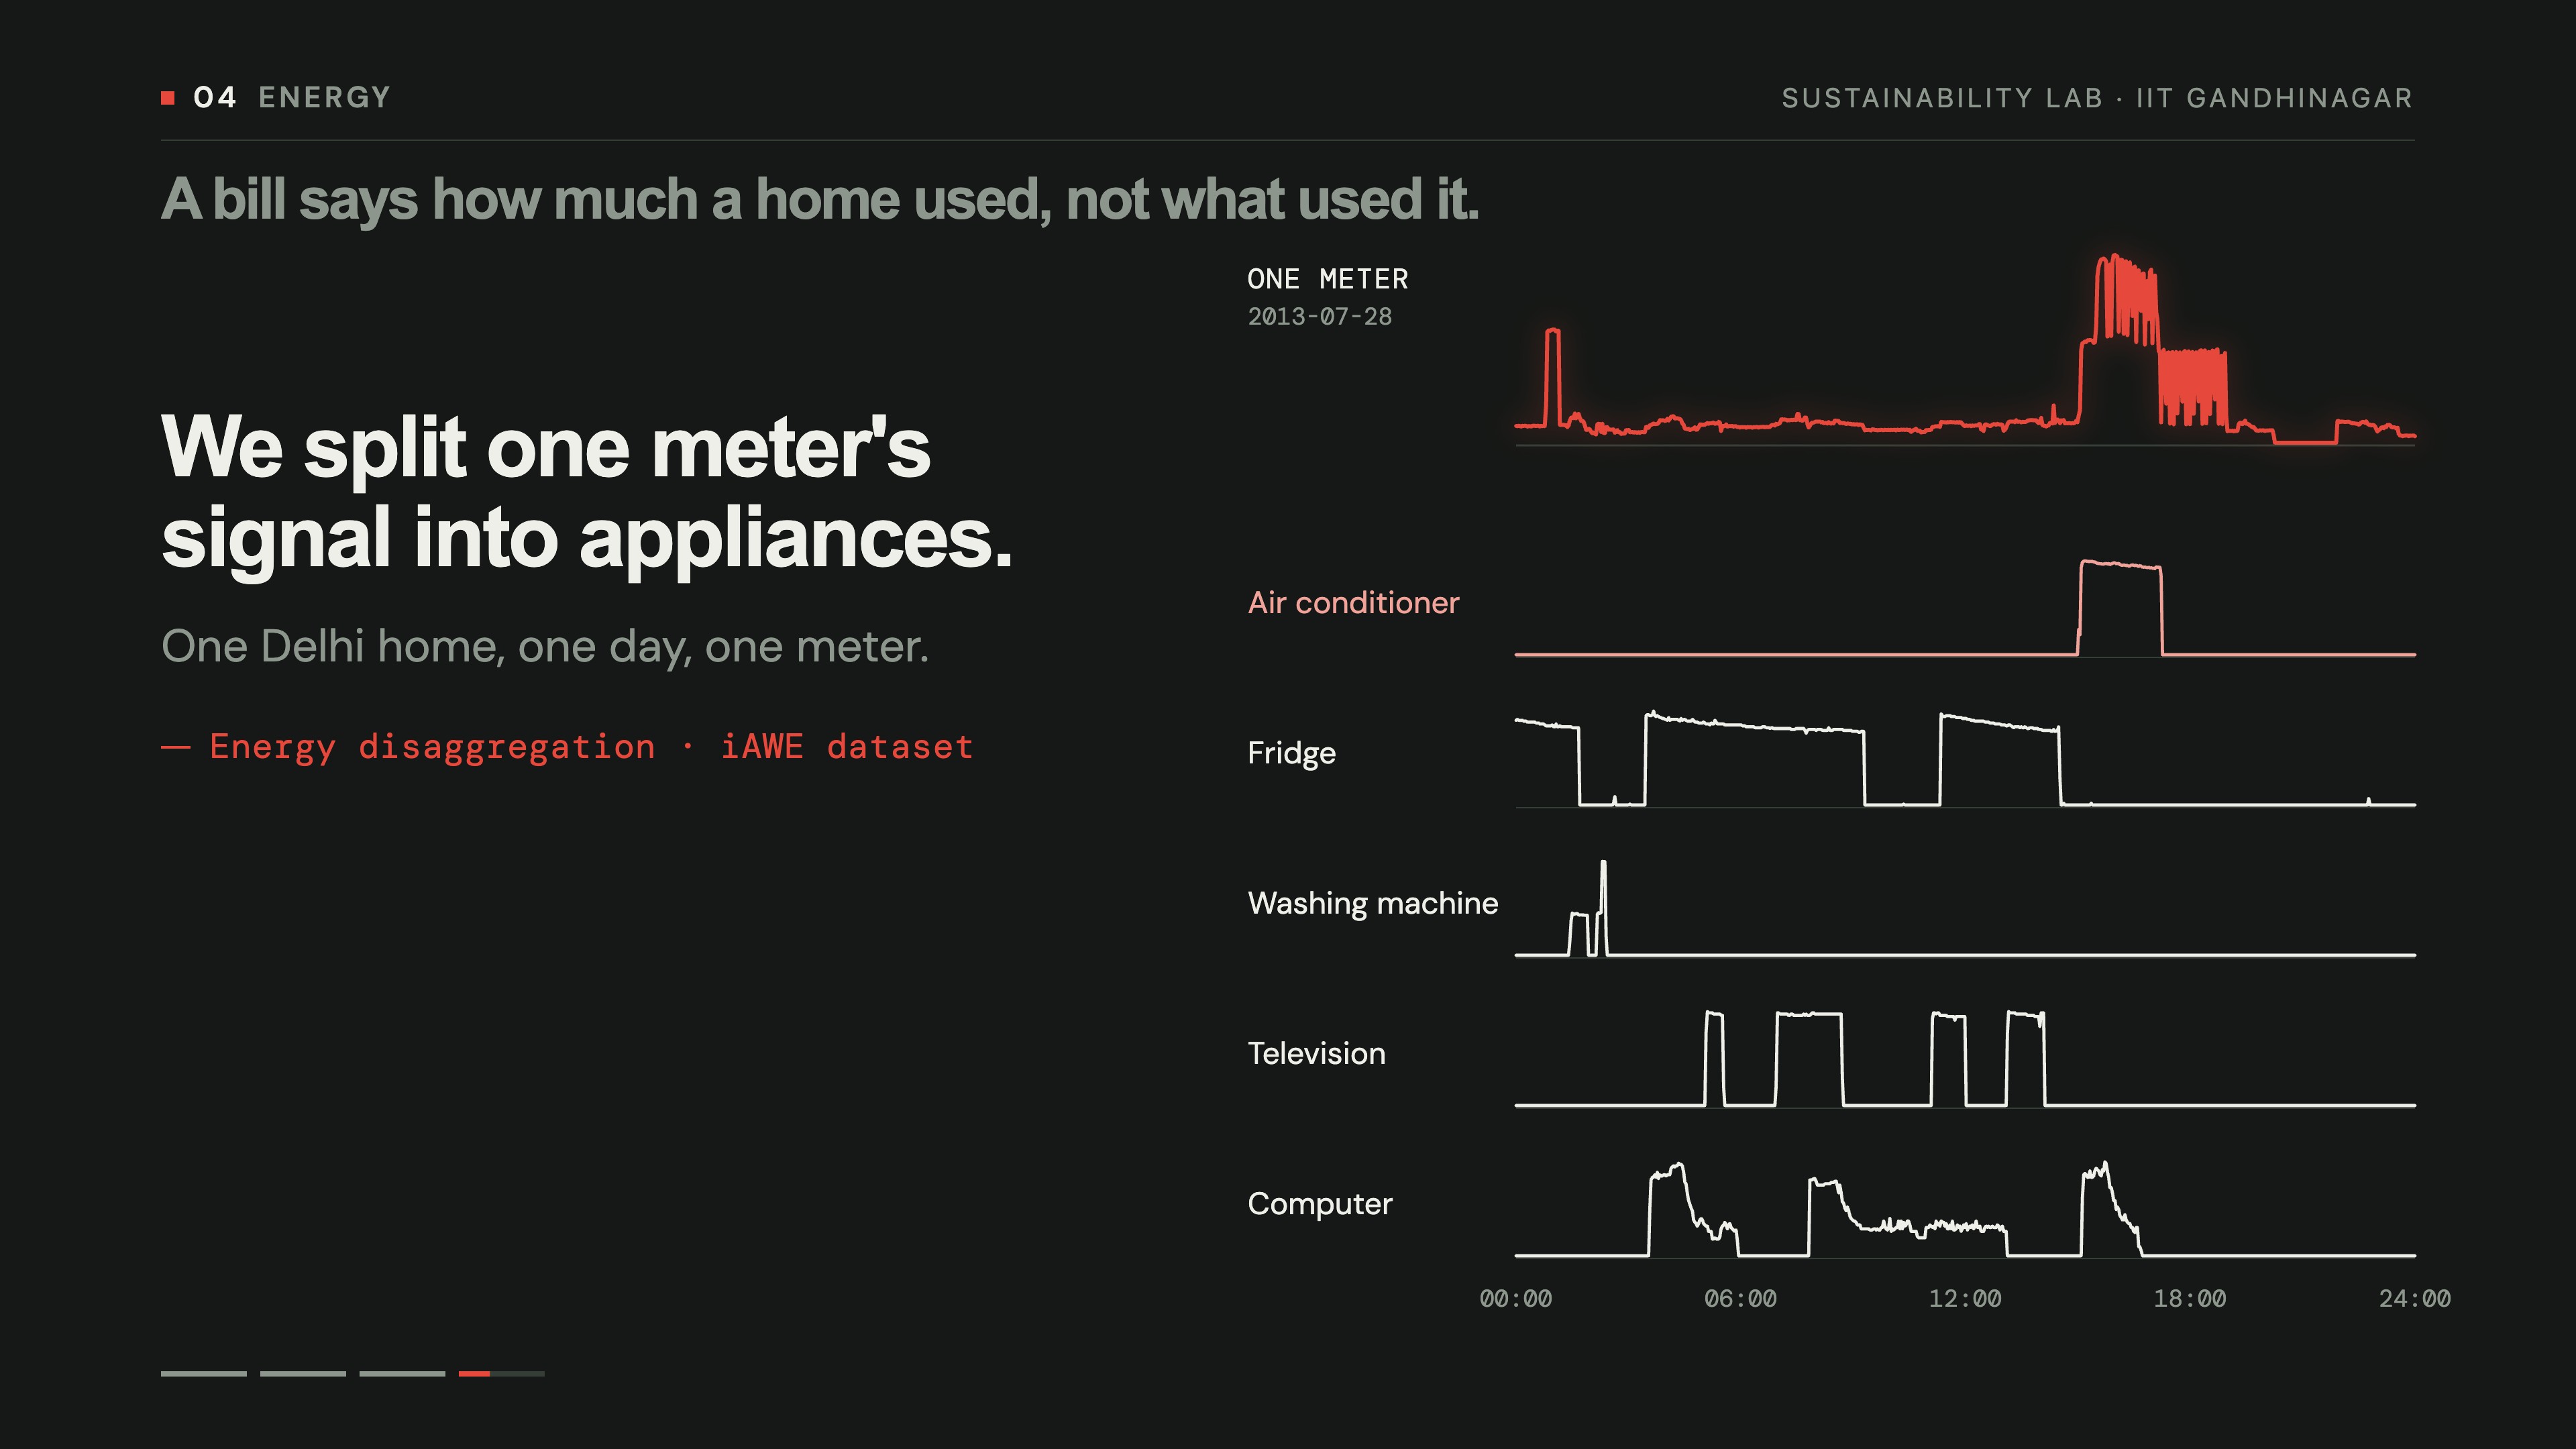 04 ENERGY
SUSTAINABILITY LAB · IIT GANDHINAGAR
A bill says how much a home used, not what used it.
We split one meter's
signal into appliances.
One Delhi home, one day, one meter.
— Energy disaggregation · iAWE dataset
ONE METER
2013-07-28
Air conditioner
Fridge
Washing machine
Television
Computer
00:00 06:00 12:00 18:00 24:00